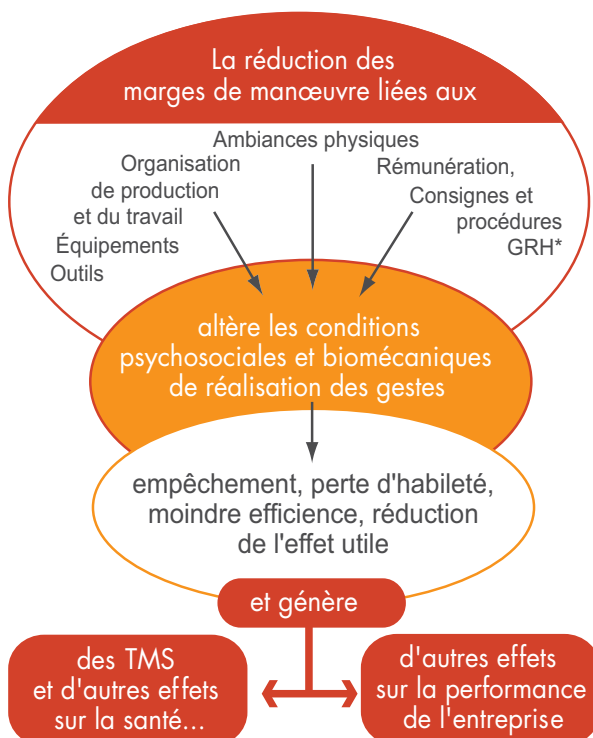 La réduction des
marges de manœuvre liées aux
Ambiances physiques
Organisation
de production
et du travail
Équipements
Outils
Rémunération,
Consignes et
procédures
GRH*
altère les conditions
psychosociales et biomécaniques
de réalisation des gestes
empêchement, perte d'habileté,
moindre efficience, réduction
de l'effet utile
et génère
des TMS
et d'autres effets
sur la santé...
d'autres effets
sur la performance
de l'entreprise